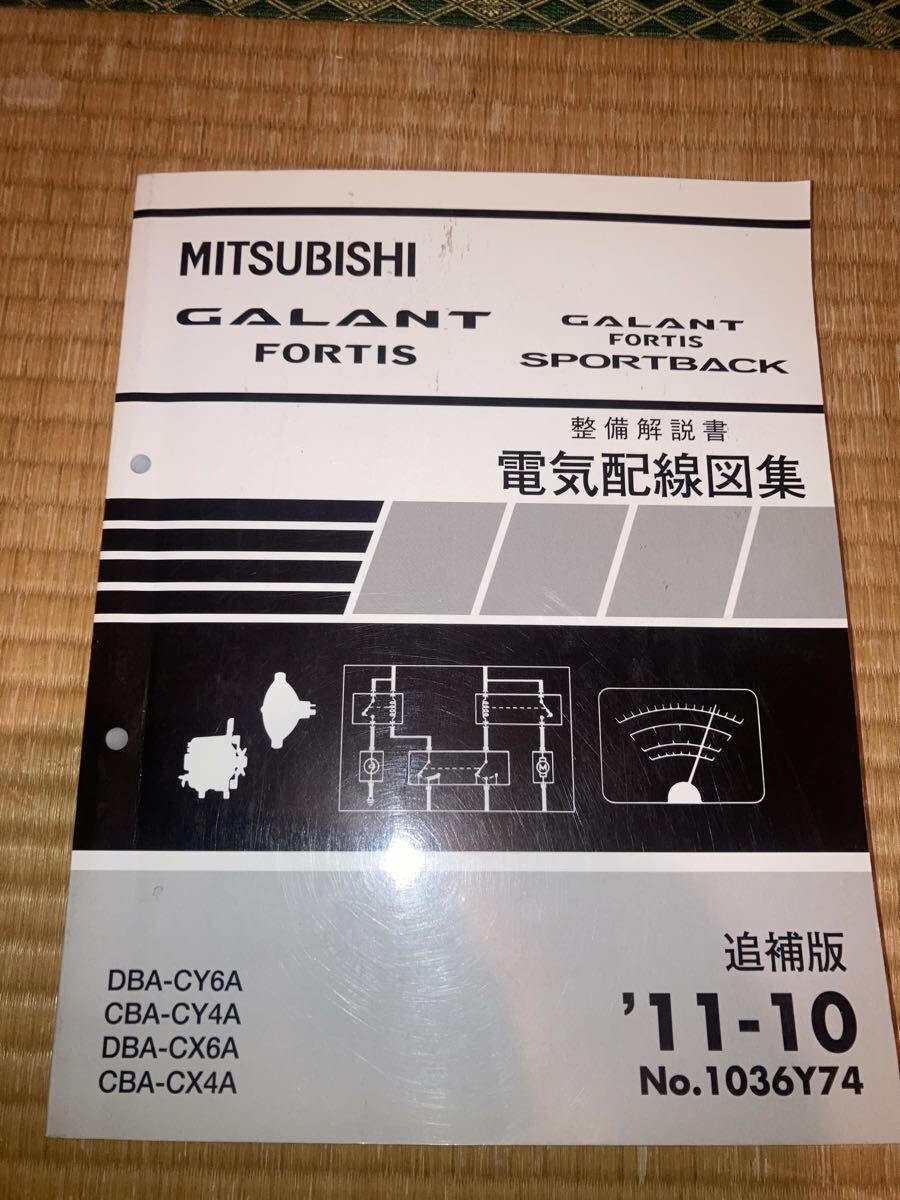 MITSUBISHI
GALANT
FORTIS
GALANT
FORTIS
SPORTBACK
整備解説書
電気配線図集
M
DBA-CY6A
CBA-CY4A
DBA-CX6A
CBA-CX4A
追補版
'11-10
No.1036Y74